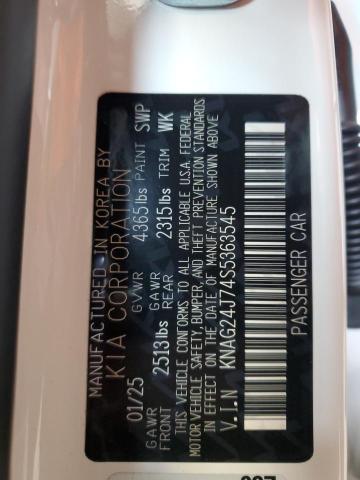 MANUFACTURED IN KOREA BY
KIA CORPORATION
01/25 GVWR 4365lbs PAINT SWP
GAWR 2513lbs GAWR REAR 2315lbs TRIM WK
THIS VEHICLE CONFORMS TO ALL APPLICABLE U.S.A. FEDERAL
MOTOR VEHICLE SAFETY, BUMPER, AND THEFT PREVENTION STANDARDS
IN EFFECT ON THE DATE OF MANUFACTURE SHOWN ABOVE
V.I.N KNAG24J74S5363545
PASSENGER CAR